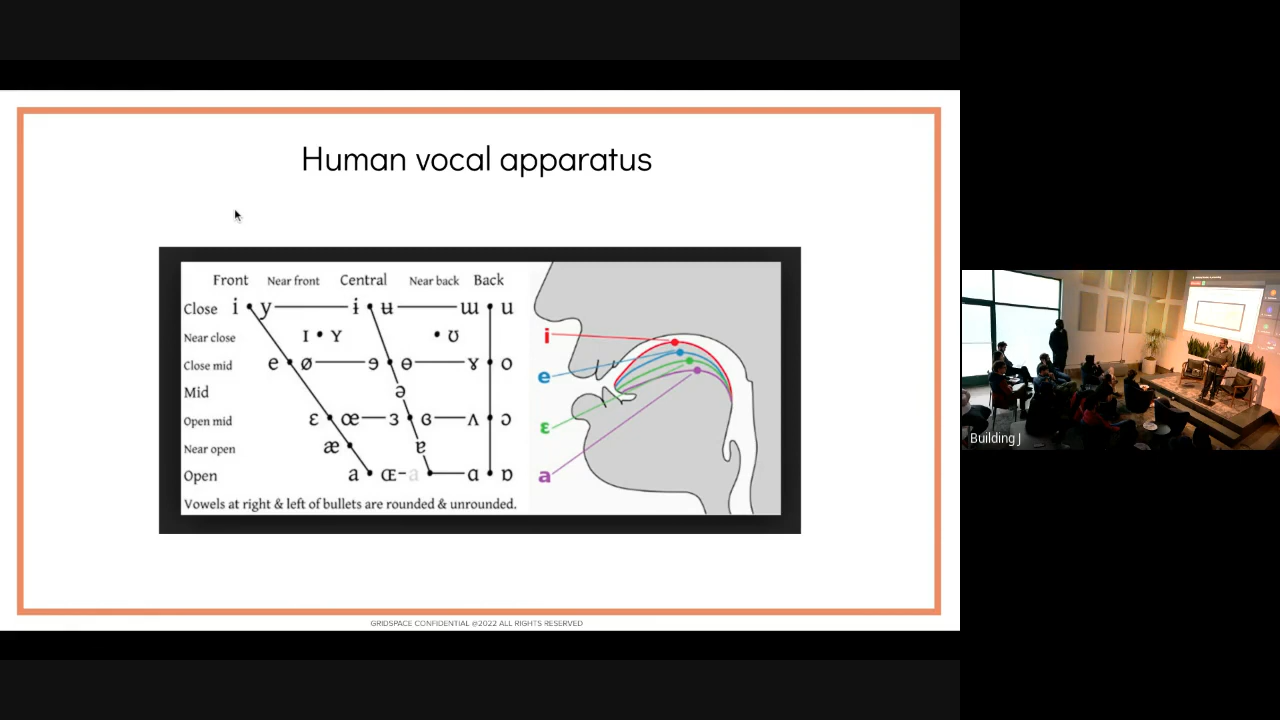 Human vocal apparatus
Front Near front Central Near back Back
Close i y ɨ ʉ ɯ u
Near close ɪ ʏ ʊ
Close mid e ø ɘ ɵ ɤ o
Mid ə
Open mid ɛ œ ɜ ɞ ʌ ɔ
Near open æ ɐ
Open a ɶ a ɑ ɒ
Vowels at right & left of bullets are rounded & unrounded.
i
e
ɛ
a
GRIDSPACE CONFIDENTIAL @2022 ALL RIGHTS RESERVED
Building J